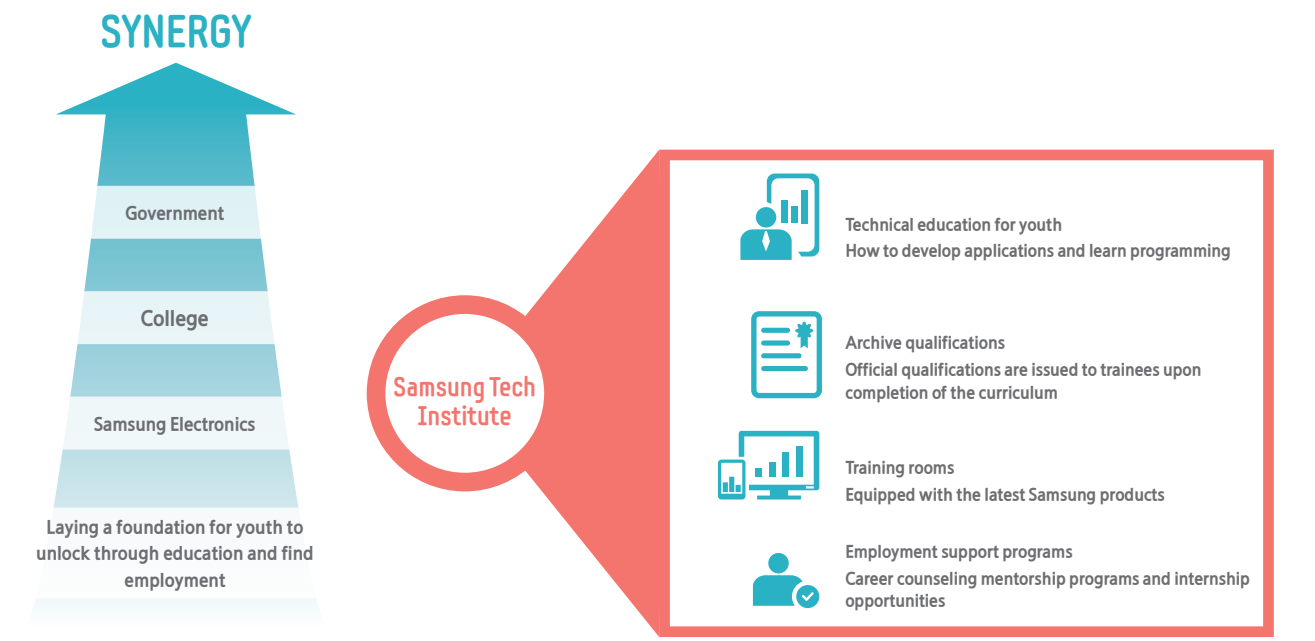 SYNERGY
Government
College
Samsung Electronics
Laying a foundation for youth to
unlock through education and find
employment
Samsung Tech
Institute
Technical education for youth
How to develop applications and learn programming
Archive qualifications
Official qualifications are issued to trainees upon
completion of the curriculum
Training rooms
Equipped with the latest Samsung products
Employment support programs
Career counseling mentorship programs and internship
opportunities